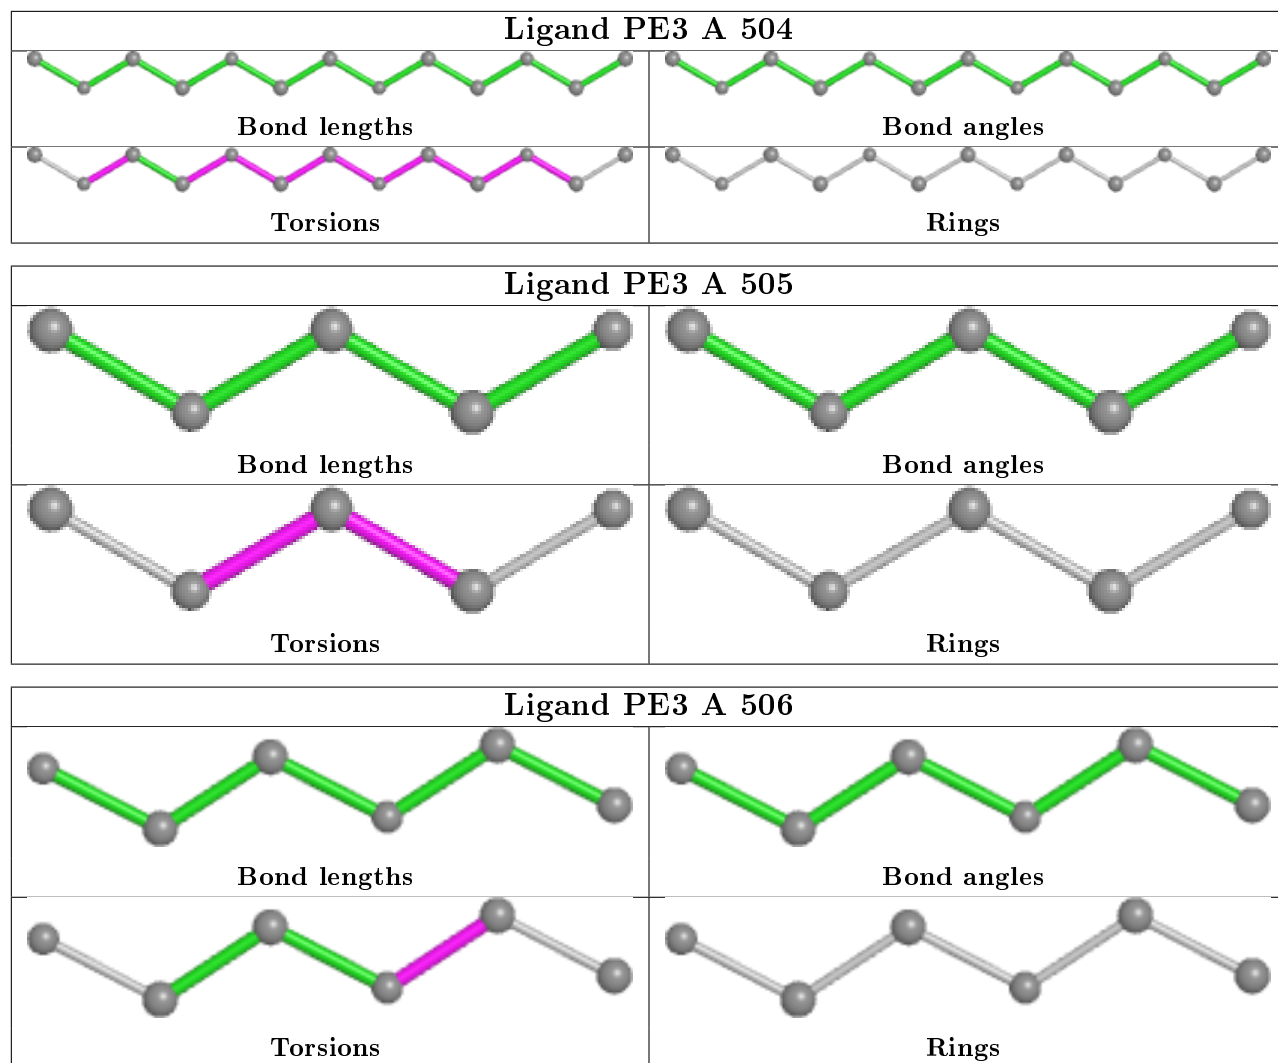 Ligand PE3 A 504
Bond lengths
Bond angles
Torsions
Rings
Ligand PE3 A 505
Bond lengths
Bond angles
Torsions
Rings
Ligand PE3 A 506
Bond lengths
Bond angles
Torsions
Rings